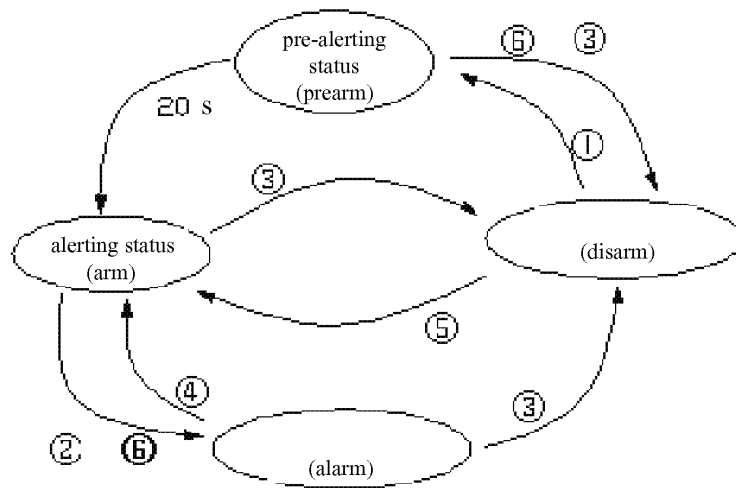 pre-alerting
status
(prearm)
⑥ ③
20 s
①
③
alerting status
(arm)
(disarm)
⑤
④
③
② ⑥
(alarm)